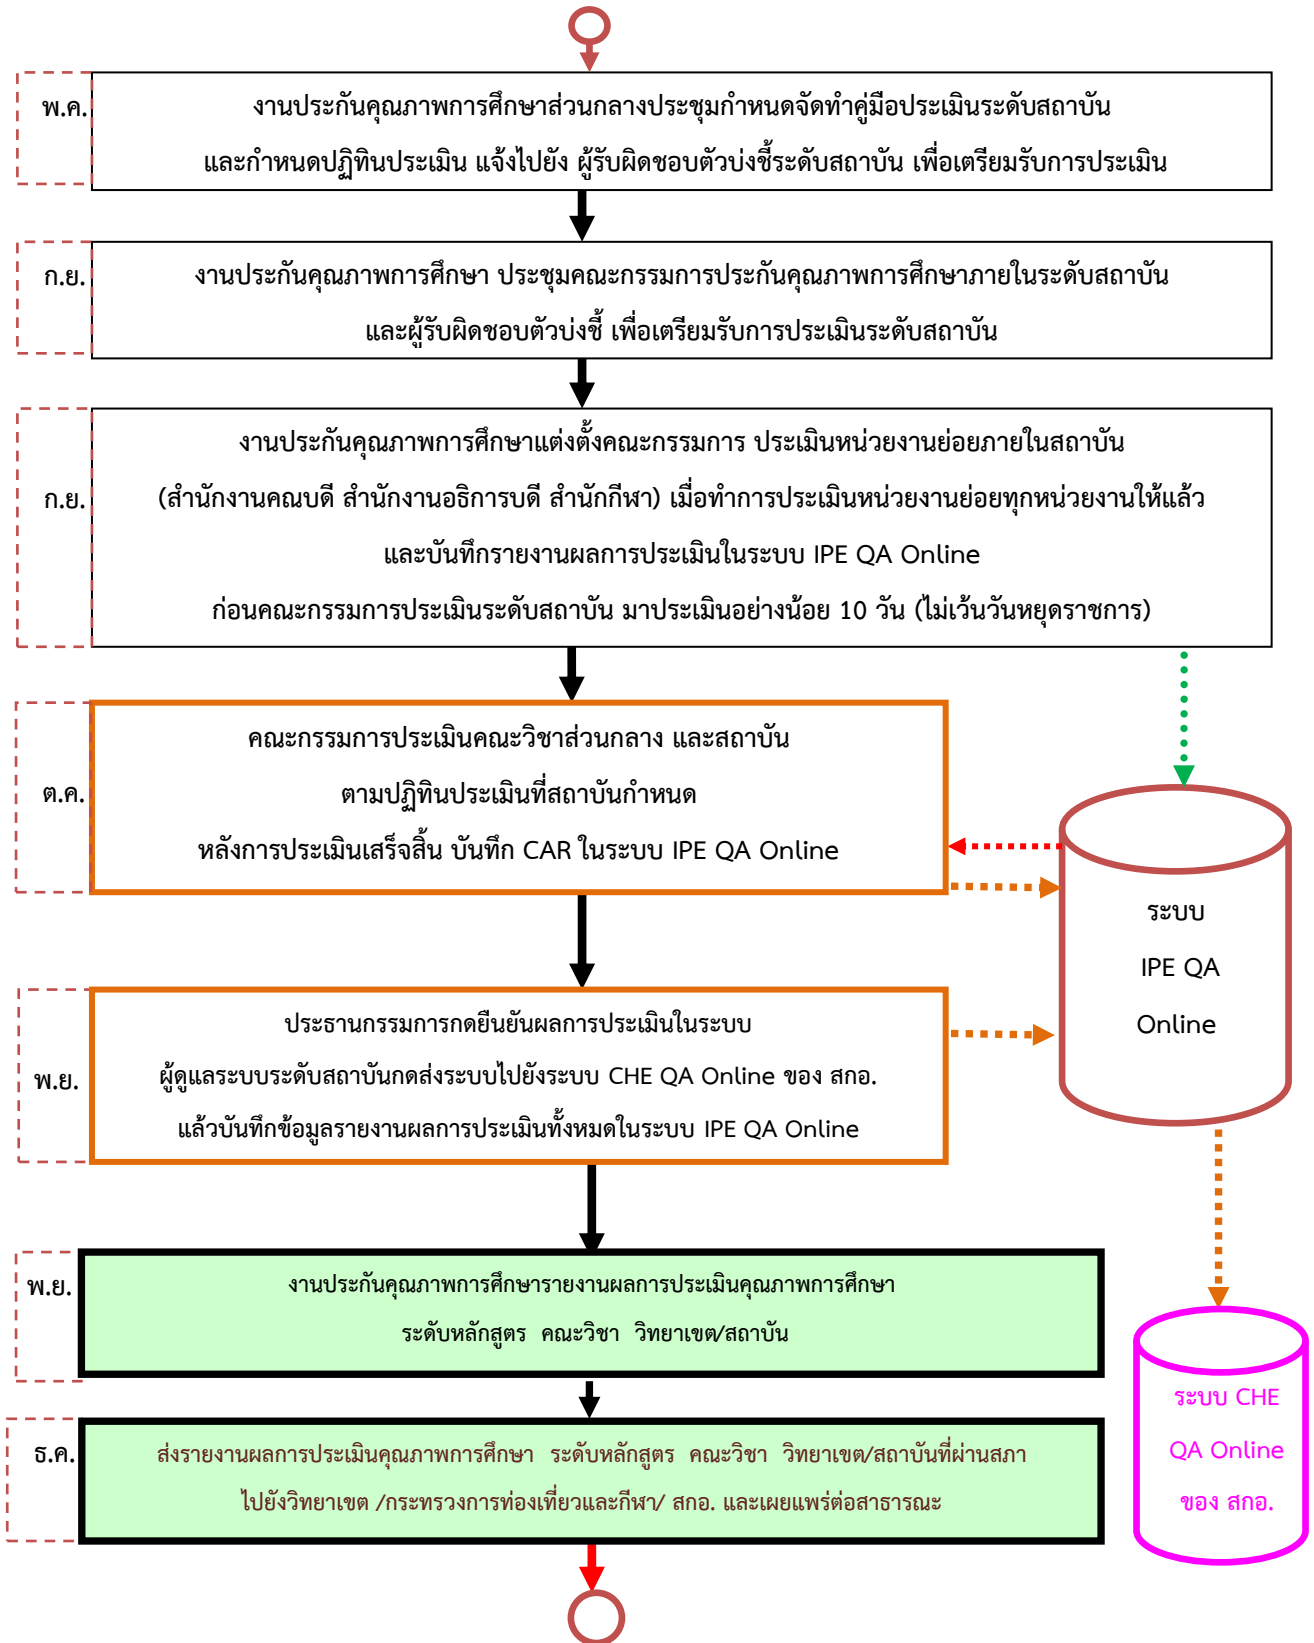 พ.ค.
งานประกันคุณภาพการศึกษาส่วนกลางประชุมกำหนดจัดทำคู่มือประเมินระดับสถาบัน
และกำหนดปฏิทินประเมิน แจ้งไปยัง ผู้รับผิดชอบตัวบ่งชี้ระดับสถาบัน เพื่อเตรียมรับการประเมิน
ก.ย.
งานประกันคุณภาพการศึกษา ประชุมคณะกรรมการประกันคุณภาพการศึกษาภายในระดับสถาบัน
และผู้รับผิดชอบตัวบ่งชี้ เพื่อเตรียมรับการประเมินระดับสถาบัน
ก.ย.
งานประกันคุณภาพการศึกษาแต่งตั้งคณะกรรมการ ประเมินหน่วยงานย่อยภายในสถาบัน
(สำนักงานคณบดี สำนักงานอธิการบดี สำนักกีฬา) เมื่อทำการประเมินหน่วยงานย่อยทุกหน่วยงานให้แล้ว
และบันทึกรายงานผลการประเมินในระบบ IPE QA Online
ก่อนคณะกรรมการประเมินระดับสถาบัน มาประเมินอย่างน้อย 10 วัน (ไม่เว้นวันหยุดราชการ)
ต.ค.
คณะกรรมการประเมินคณะวิชาส่วนกลาง และสถาบัน
ตามปฏิทินประเมินที่สถาบันกำหนด
หลังการประเมินเสร็จสิ้น บันทึก CAR ในระบบ IPE QA Online
ระบบ
IPE QA
Online
พ.ย.
ประธานกรรมการกดยืนยันผลการประเมินในระบบ
ผู้ดูแลระบบระดับสถาบันกดส่งระบบไปยังระบบ CHE QA Online ของ สกอ.
แล้วบันทึกข้อมูลรายงานผลการประเมินทั้งหมดในระบบ IPE QA Online
พ.ย.
งานประกันคุณภาพการศึกษารายงานผลการประเมินคุณภาพการศึกษา
ระดับหลักสูตร คณะวิชา วิทยาเขต/สถาบัน
ระบบ CHE
QA Online
ของ สกอ.
ธ.ค.
ส่งรายงานผลการประเมินคุณภาพการศึกษา ระดับหลักสูตร คณะวิชา วิทยาเขต/สถาบันที่ผ่านสภา
ไปยังวิทยาเขต /กระทรวงการท่องเที่ยวและกีฬา/ สกอ. และเผยแพร่ต่อสาธารณะ